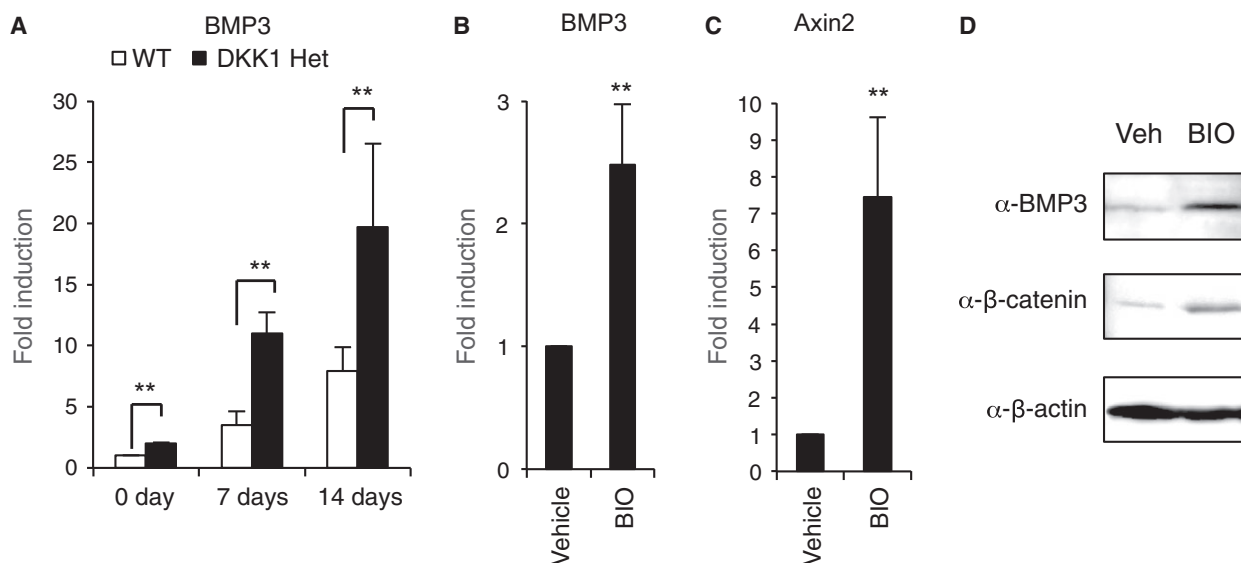 A
BMP3
WT DKK1 Het
Fold induction
30
25
20
15
10
5
0
**
**
**
0 day 7 days 14 days
B
BMP3
Fold induction
3
2
1
0
**
Vehicle
BIO
C
Axin2
Fold induction
10
9
8
7
6
5
4
3
2
1
0
**
Vehicle
BIO
D
Veh BIO
α-BMP3
α-β-catenin
α-β-actin